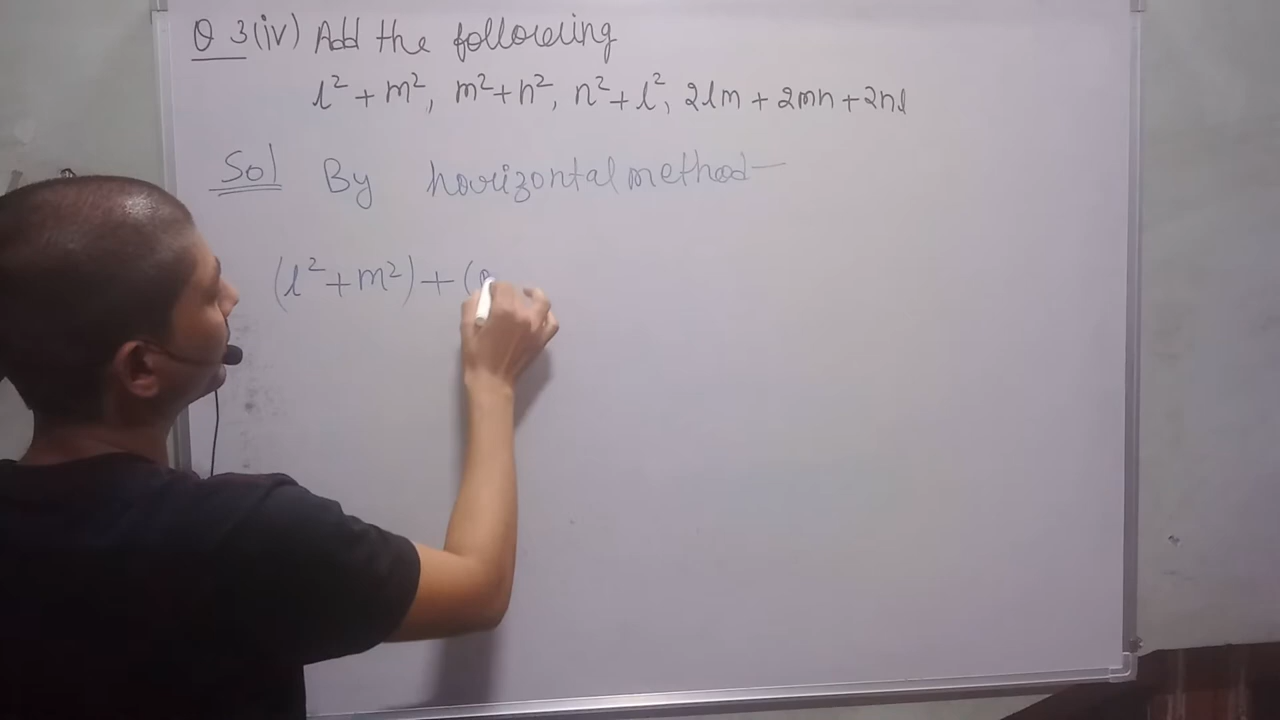 Q 3(iv) Add the following
l² + m², m² + n², n² + l², 2lm + 2mn + 2nl
Sol By horizontal method—
(l² + m²) + (